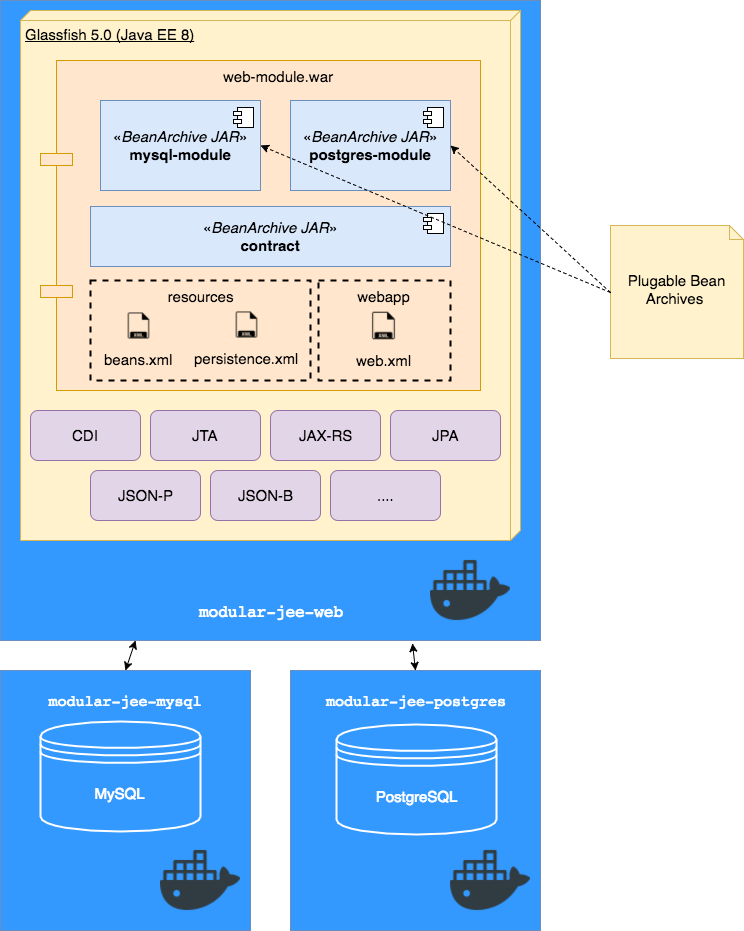 Glassfish 5.0 (Java EE 8)
web-module.war
«BeanArchive JAR»
mysql-module
«BeanArchive JAR»
postgres-module
«BeanArchive JAR»
contract
Plugable Bean
Archives
resources
webapp
XML
XML
XML
beans.xml
persistence.xml
web.xml
CDI
JTA
JAX-RS
JPA
JSON-P
JSON-B
....
modular-jee-web
modular-jee-mysql
modular-jee-postgres
MySQL
PostgreSQL